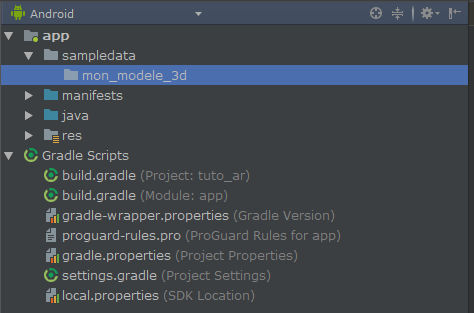 Android
app
sampledata
mon_modele_3d
manifests
java
res
Gradle Scripts
build.gradle (Project: tuto_ar)
build.gradle (Module: app)
gradle-wrapper.properties (Gradle Version)
proguard-rules.pro (ProGuard Rules for app)
gradle.properties (Project Properties)
settings.gradle (Project Settings)
local.properties (SDK Location)